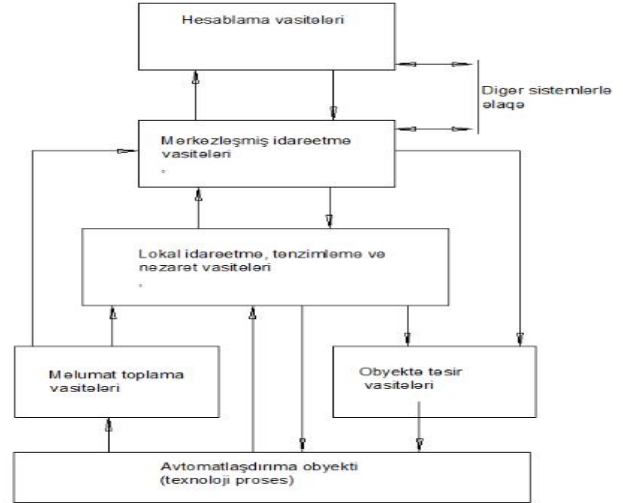 Hesablama vasitələri
Digər sistemlərlə
əlaqə
Mərkəzləşmiş idarəetmə
vasitələri
Lokal idarəetmə, tənzimləmə və
nəzarət vasitələri
Məlumat toplama
vasitələri
Obyektə təsir
vasitələri
Avtomatlaşdırıma obyekti
(texnoloji proses)